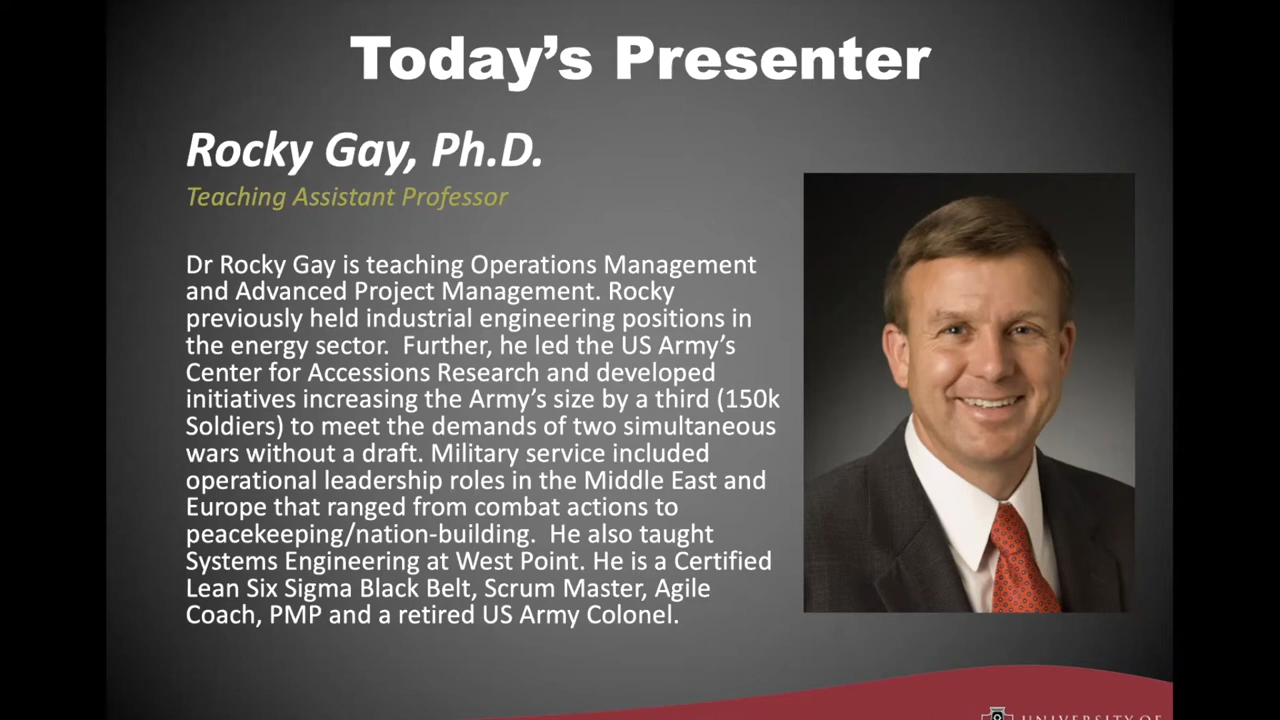 Today’s Presenter
Rocky Gay, Ph.D.
Teaching Assistant Professor
Dr Rocky Gay is teaching Operations Management
and Advanced Project Management. Rocky
previously held industrial engineering positions in
the energy sector.  Further, he led the US Army’s
Center for Accessions Research and developed
initiatives increasing the Army’s size by a third (150k
Soldiers) to meet the demands of two simultaneous
wars without a draft. Military service included
operational leadership roles in the Middle East and
Europe that ranged from combat actions to
peacekeeping/nation-building.  He also taught
Systems Engineering at West Point. He is a Certified
Lean Six Sigma Black Belt, Scrum Master, Agile
Coach, PMP and a retired US Army Colonel.
UNIVERSITY OF